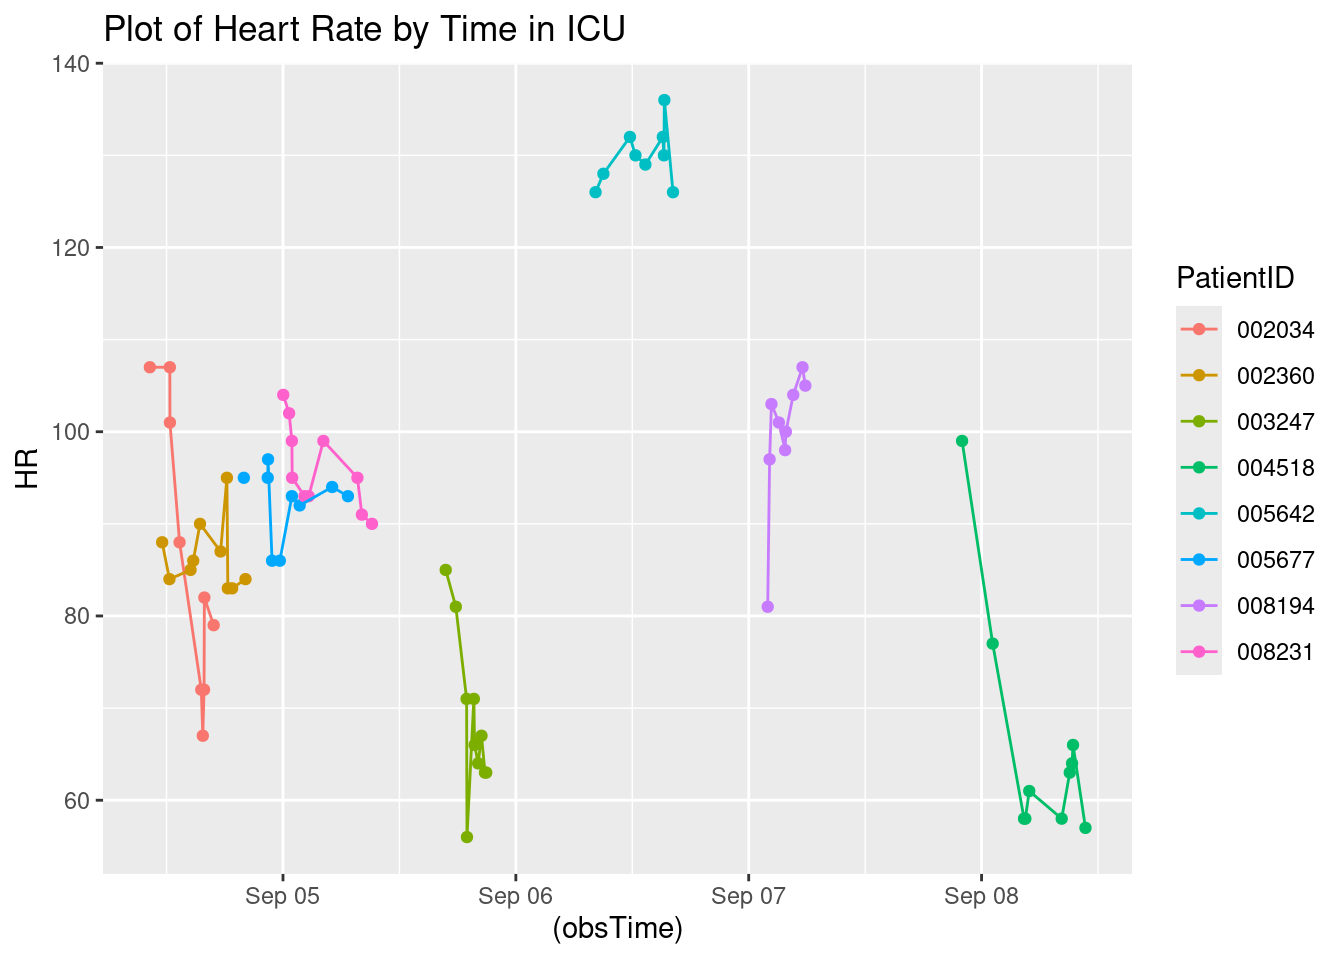 Plot of Heart Rate by Time in ICU
140
120
100
80
60
HR
Sep 05
Sep 06
Sep 07
Sep 08
(obsTime)
PatientID
002034
002360
003247
004518
005642
005677
008194
008231